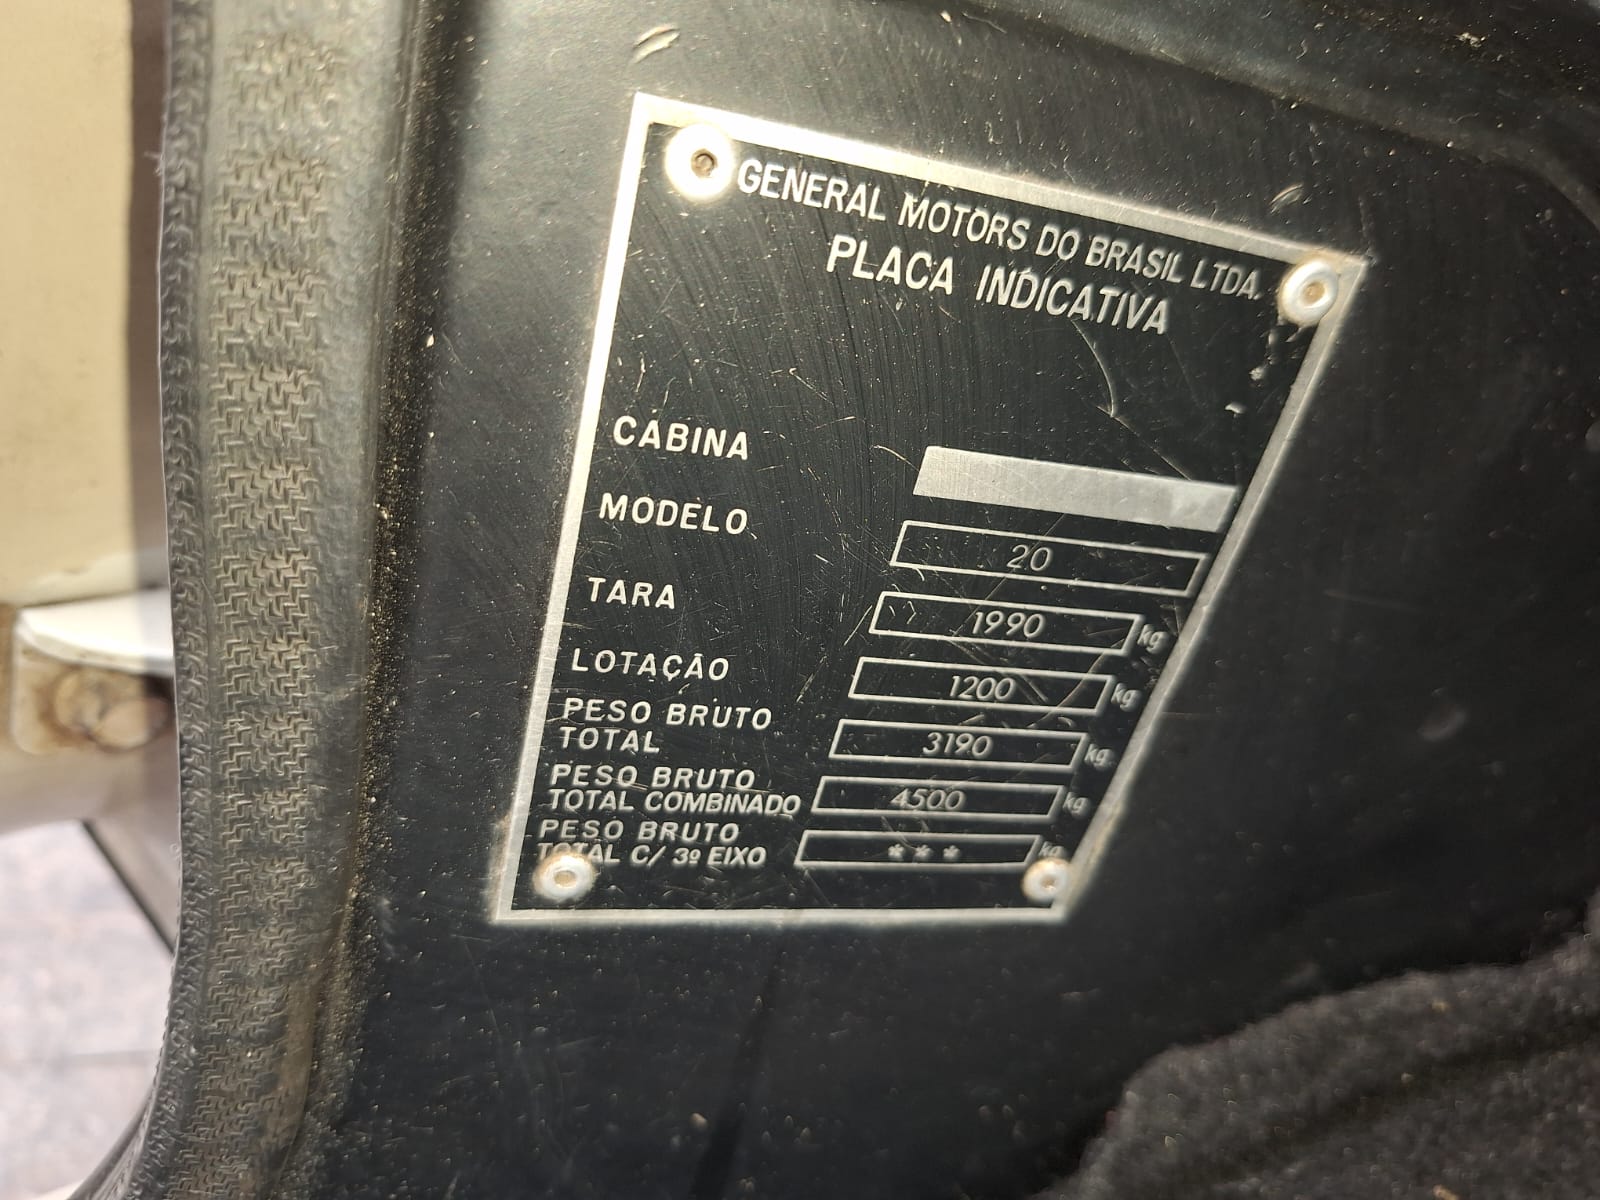 GENERAL MOTORS DO BRASIL LTDA.
PLACA INDICATIVA
CABINA
MODELO 20
TARA 1990 kg
LOTAÇÃO 1200 kg
PESO BRUTO
TOTAL 3190 kg
PESO BRUTO
TOTAL COMBINADO 4500 kg
PESO BRUTO
TOTAL C/ 3º EIXO *** kg